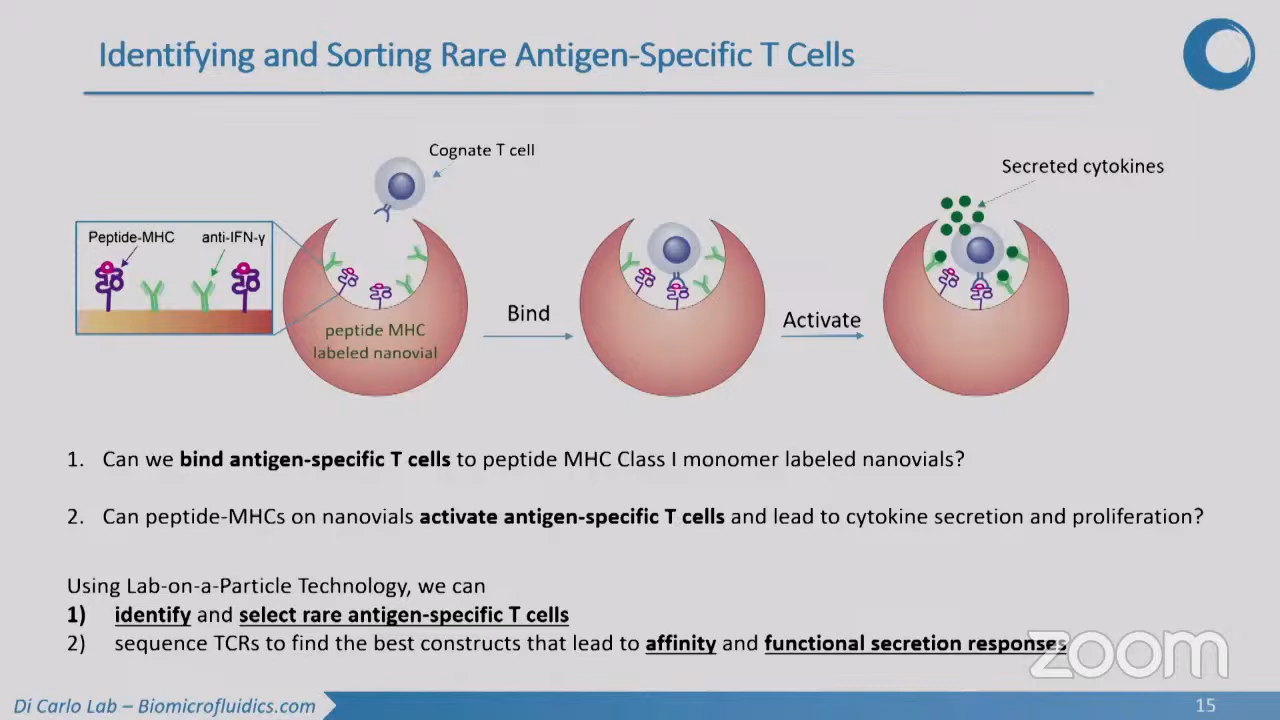 Identifying and Sorting Rare Antigen-Specific T Cells
Cognate T cell
Secreted cytokines
Peptide-MHC
anti-IFN-γ
Bind
Activate
peptide MHC
labeled nanovial
1. Can we bind antigen-specific T cells to peptide MHC Class I monomer labeled nanovials?
2. Can peptide-MHCs on nanovials activate antigen-specific T cells and lead to cytokine secretion and proliferation?
Using Lab-on-a-Particle Technology, we can
1) identify and select rare antigen-specific T cells
2) sequence TCRs to find the best constructs that lead to affinity and functional secretion responses
zoom
Di Carlo Lab – Biomicrofluidics.com
15